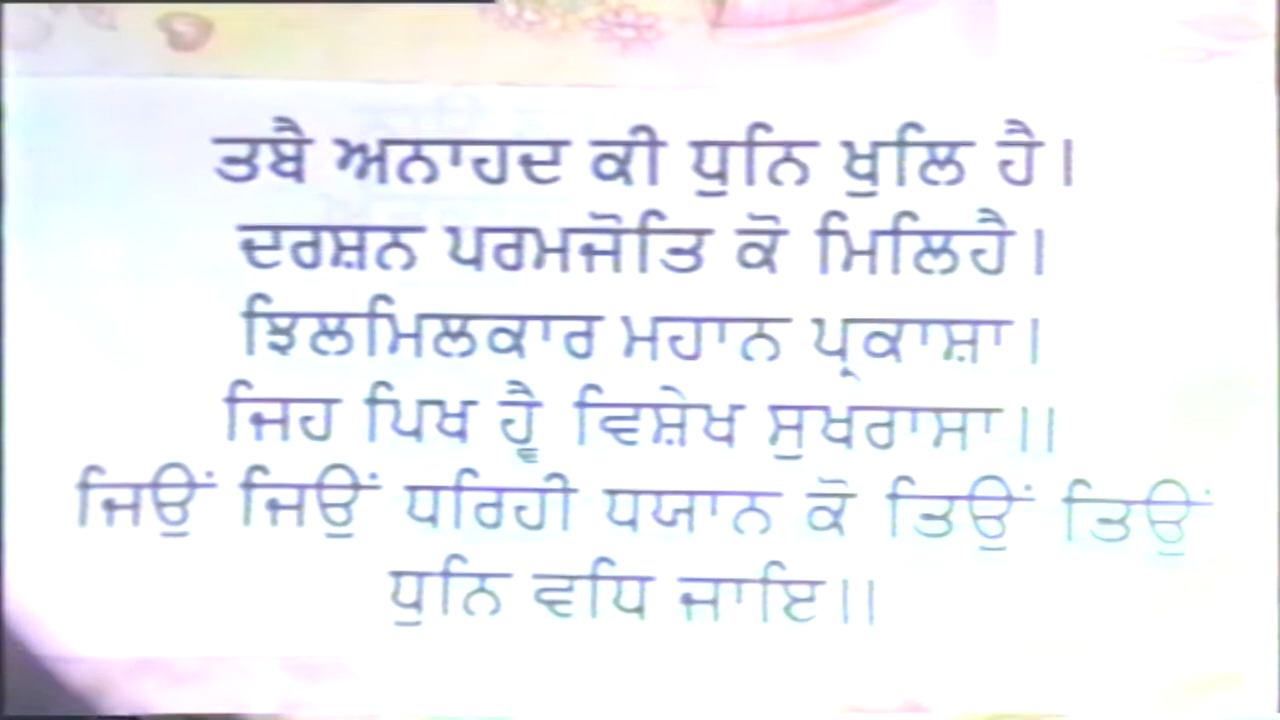 ਤਬੈ ਅਨਾਹਦ ਕੀ ਧੁਨਿ ਖੁਲਿ ਹੈ।
ਦਰਸ਼ਨ ਪਰਮਜੋਤਿ ਕੋ ਮਿਲਿਹੈ।
ਝਿਲਮਿਲਕਾਰ ਮਹਾਨ ਪ੍ਰਕਾਸ਼ਾ।
ਜਿਹ ਪਿਖ ਹ੍ਵੈ ਵਿਸ਼ੇਖ ਸੁਖਰਾਸਾ।।
ਜਿਉਂ ਜਿਉਂ ਧਰਿਹੀ ਧਯਾਨ ਕੋ ਤਿਉਂ ਤਿਉਂ
ਧੁਨਿ ਵਧਿ ਜਾਇ।।